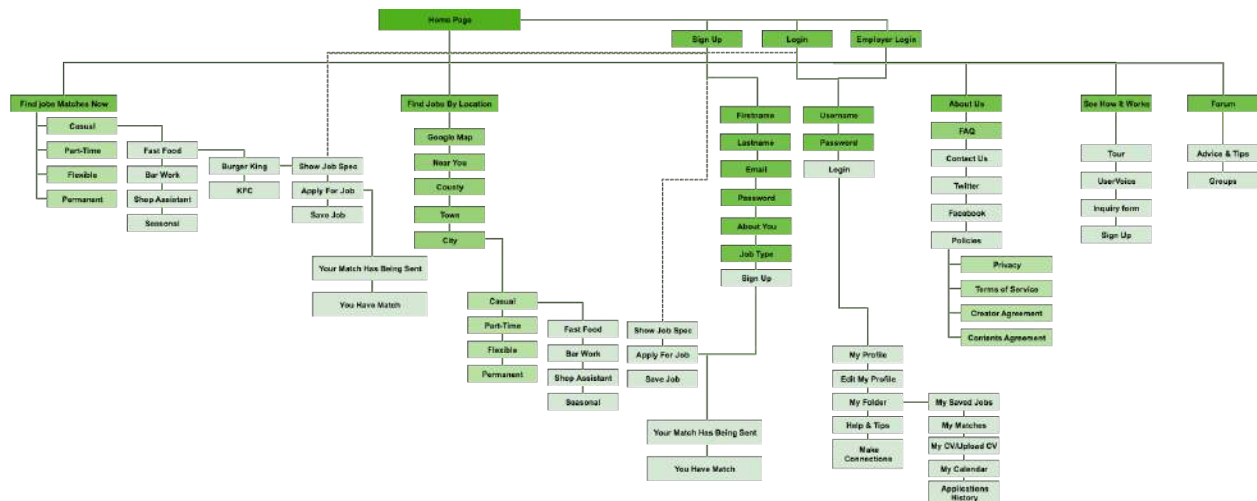 Home Page
Sign Up
Login
Employer Login
Find jobs Matches Now
Casual
Part-Time
Flexible
Permanent
Fast Food
Bar Work
Shop Assistant
Seasonal
Burger King
KFC
Show Job Spec
Apply For Job
Save Job
Your Match Has Being Sent
You Have Match
Find Jobs By Location
Google Map
Near You
County
Town
City
Casual
Part-Time
Flexible
Permanent
Fast Food
Bar Work
Shop Assistant
Seasonal
Show Job Spec
Apply For Job
Save Job
Your Match Has Being Sent
You Have Match
Firstname
Lastname
Email
Password
About You
Job Type
Sign Up
Username
Password
Login
My Profile
Edit My Profile
My Folder
Help & Tips
Make
Connections
My Saved Jobs
My Matches
My CV/Upload CV
My Calendar
Applications
History
About Us
FAQ
Contact Us
Twitter
Facebook
Policies
Privacy
Terms of Service
Creator Agreement
Contents Agreement
See How It Works
Tour
UserVoice
Inquiry form
Sign Up
Forum
Advice & Tips
Groups